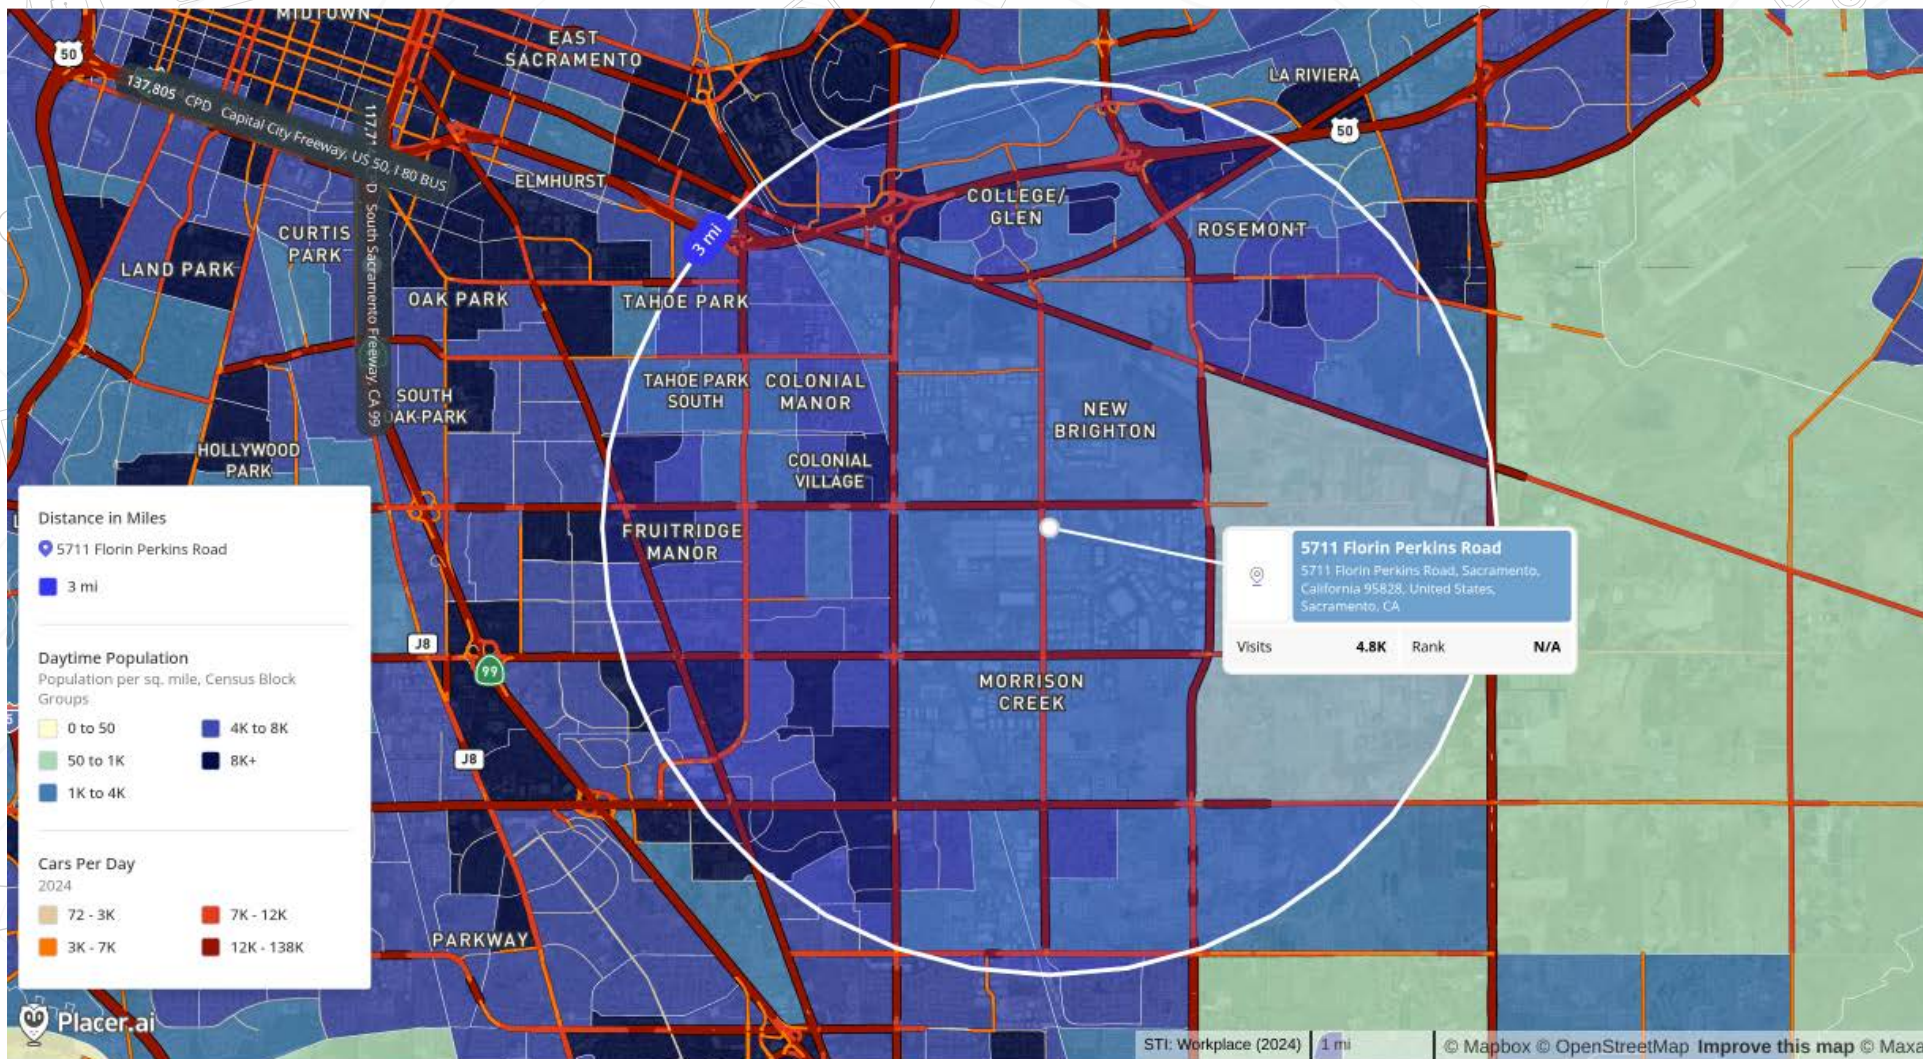 MIDTOWN
EAST
SACRAMENTO
LA RIVIERA
50
137,805 CPD Capital City Freeway, US 50, I 80 BUS
50
ELMHURST
COLLEGE/
GLEN
3 mi
ROSEMONT
CURTIS
PARK
LAND PARK
South Sacramento Freeway, CA 99
OAK PARK
TAHOE PARK
TAHOE PARK
SOUTH
COLONIAL
MANOR
SOUTH
OAK PARK
NEW
BRIGHTON
HOLLYWOOD
PARK
COLONIAL
VILLAGE
FRUITRIDGE
MANOR
5711 Florin Perkins Road
5711 Florin Perkins Road, Sacramento,
California 95828, United States,
Sacramento, CA
Visits 4.8K Rank N/A
J8
99
MORRISON
CREEK
J8
PARKWAY
Distance in Miles
5711 Florin Perkins Road
3 mi
Daytime Population
Population per sq. mile, Census Block
Groups
0 to 50 4K to 8K
50 to 1K 8K+
1K to 4K
Cars Per Day
2024
72 - 3K 7K - 12K
3K - 7K 12K - 138K
Placer.ai
STI: Workplace (2024) 1 mi © Mapbox © OpenStreetMap Improve this map © Maxa